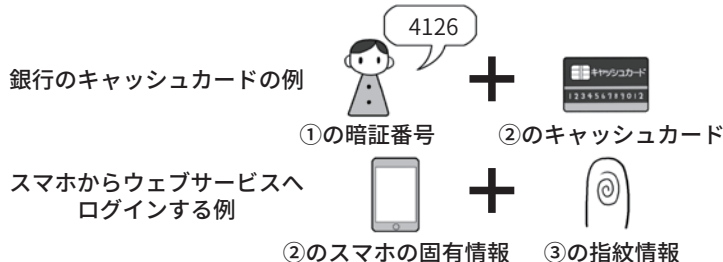 4126
銀行のキャッシュカードの例
キャッシュカード
①の暗証番号
②のキャッシュカード
スマホからウェブサービスへ
ログインする例
②のスマホの固有情報
③の指紋情報